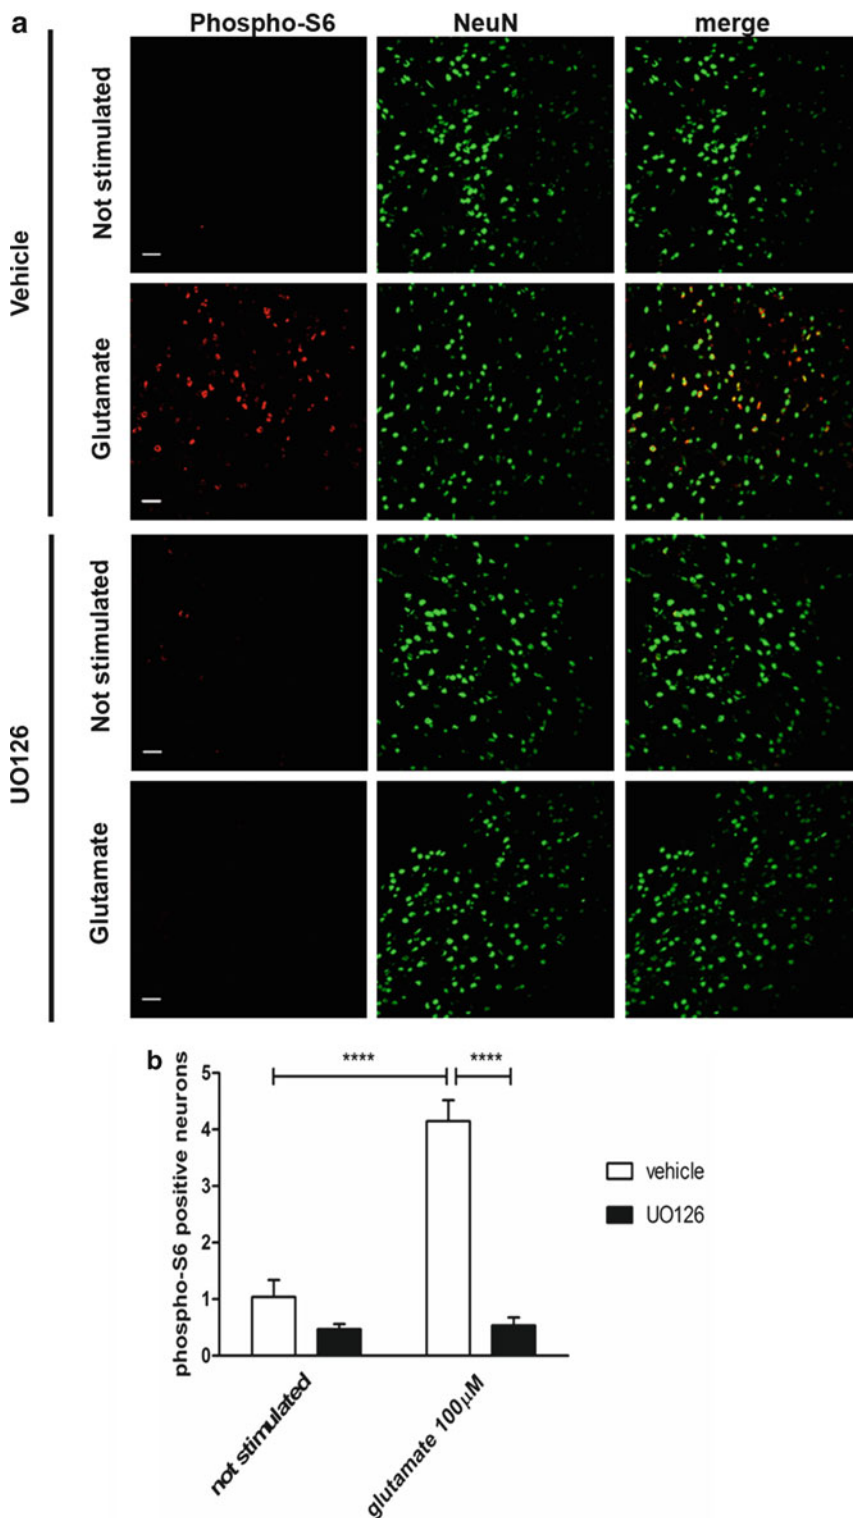 a
Phospho-S6 NeuN merge
Vehicle
Not stimulated
Glutamate
UO126
Not stimulated
Glutamate
b
**** ****
phospho-S6 positive neurons
5
4
3
2
1
0
vehicle
UO126
not stimulated
glutamate 100μM